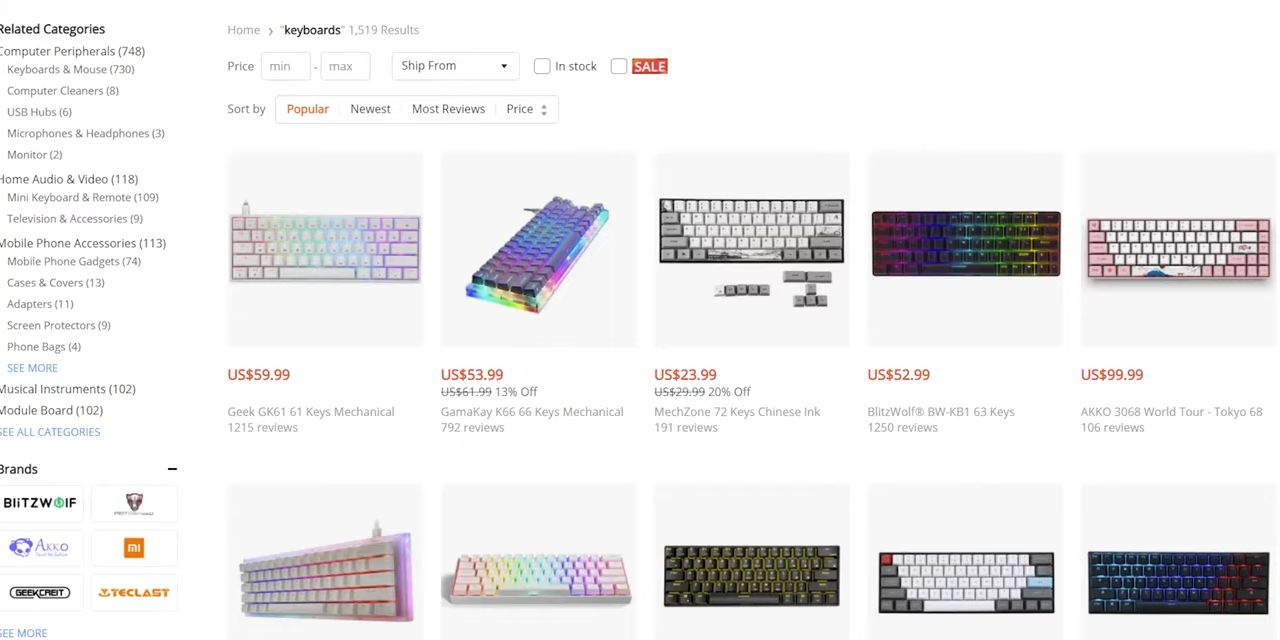 Related Categories
Computer Peripherals (748)
Keyboards & Mouse (730)
Computer Cleaners (8)
USB Hubs (6)
Microphones & Headphones (3)
Monitor (2)
Home Audio & Video (118)
Mini Keyboard & Remote (109)
Television & Accessories (9)
Mobile Phone Accessories (113)
Mobile Phone Gadgets (74)
Cases & Covers (13)
Adapters (11)
Screen Protectors (9)
Phone Bags (4)
SEE MORE
Musical Instruments (102)
Module Board (102)
SEE ALL CATEGORIES
Brands
BLiTZWOLF
AKKO
mi
GEEKCREIT
TECLAST
SEE MORE
Home > "keyboards" 1,519 Results
Price min - max Ship From In stock SALE
Sort by Popular Newest Most Reviews Price
US$59.99
Geek GK61 61 Keys Mechanical
1215 reviews
US$53.99
US$61.99 13% Off
GamaKay K66 66 Keys Mechanical
792 reviews
US$23.99
US$29.99 20% Off
MechZone 72 Keys Chinese Ink
191 reviews
US$52.99
BlitzWolf® BW-KB1 63 Keys
1250 reviews
US$99.99
AKKO 3068 World Tour - Tokyo 68
106 reviews